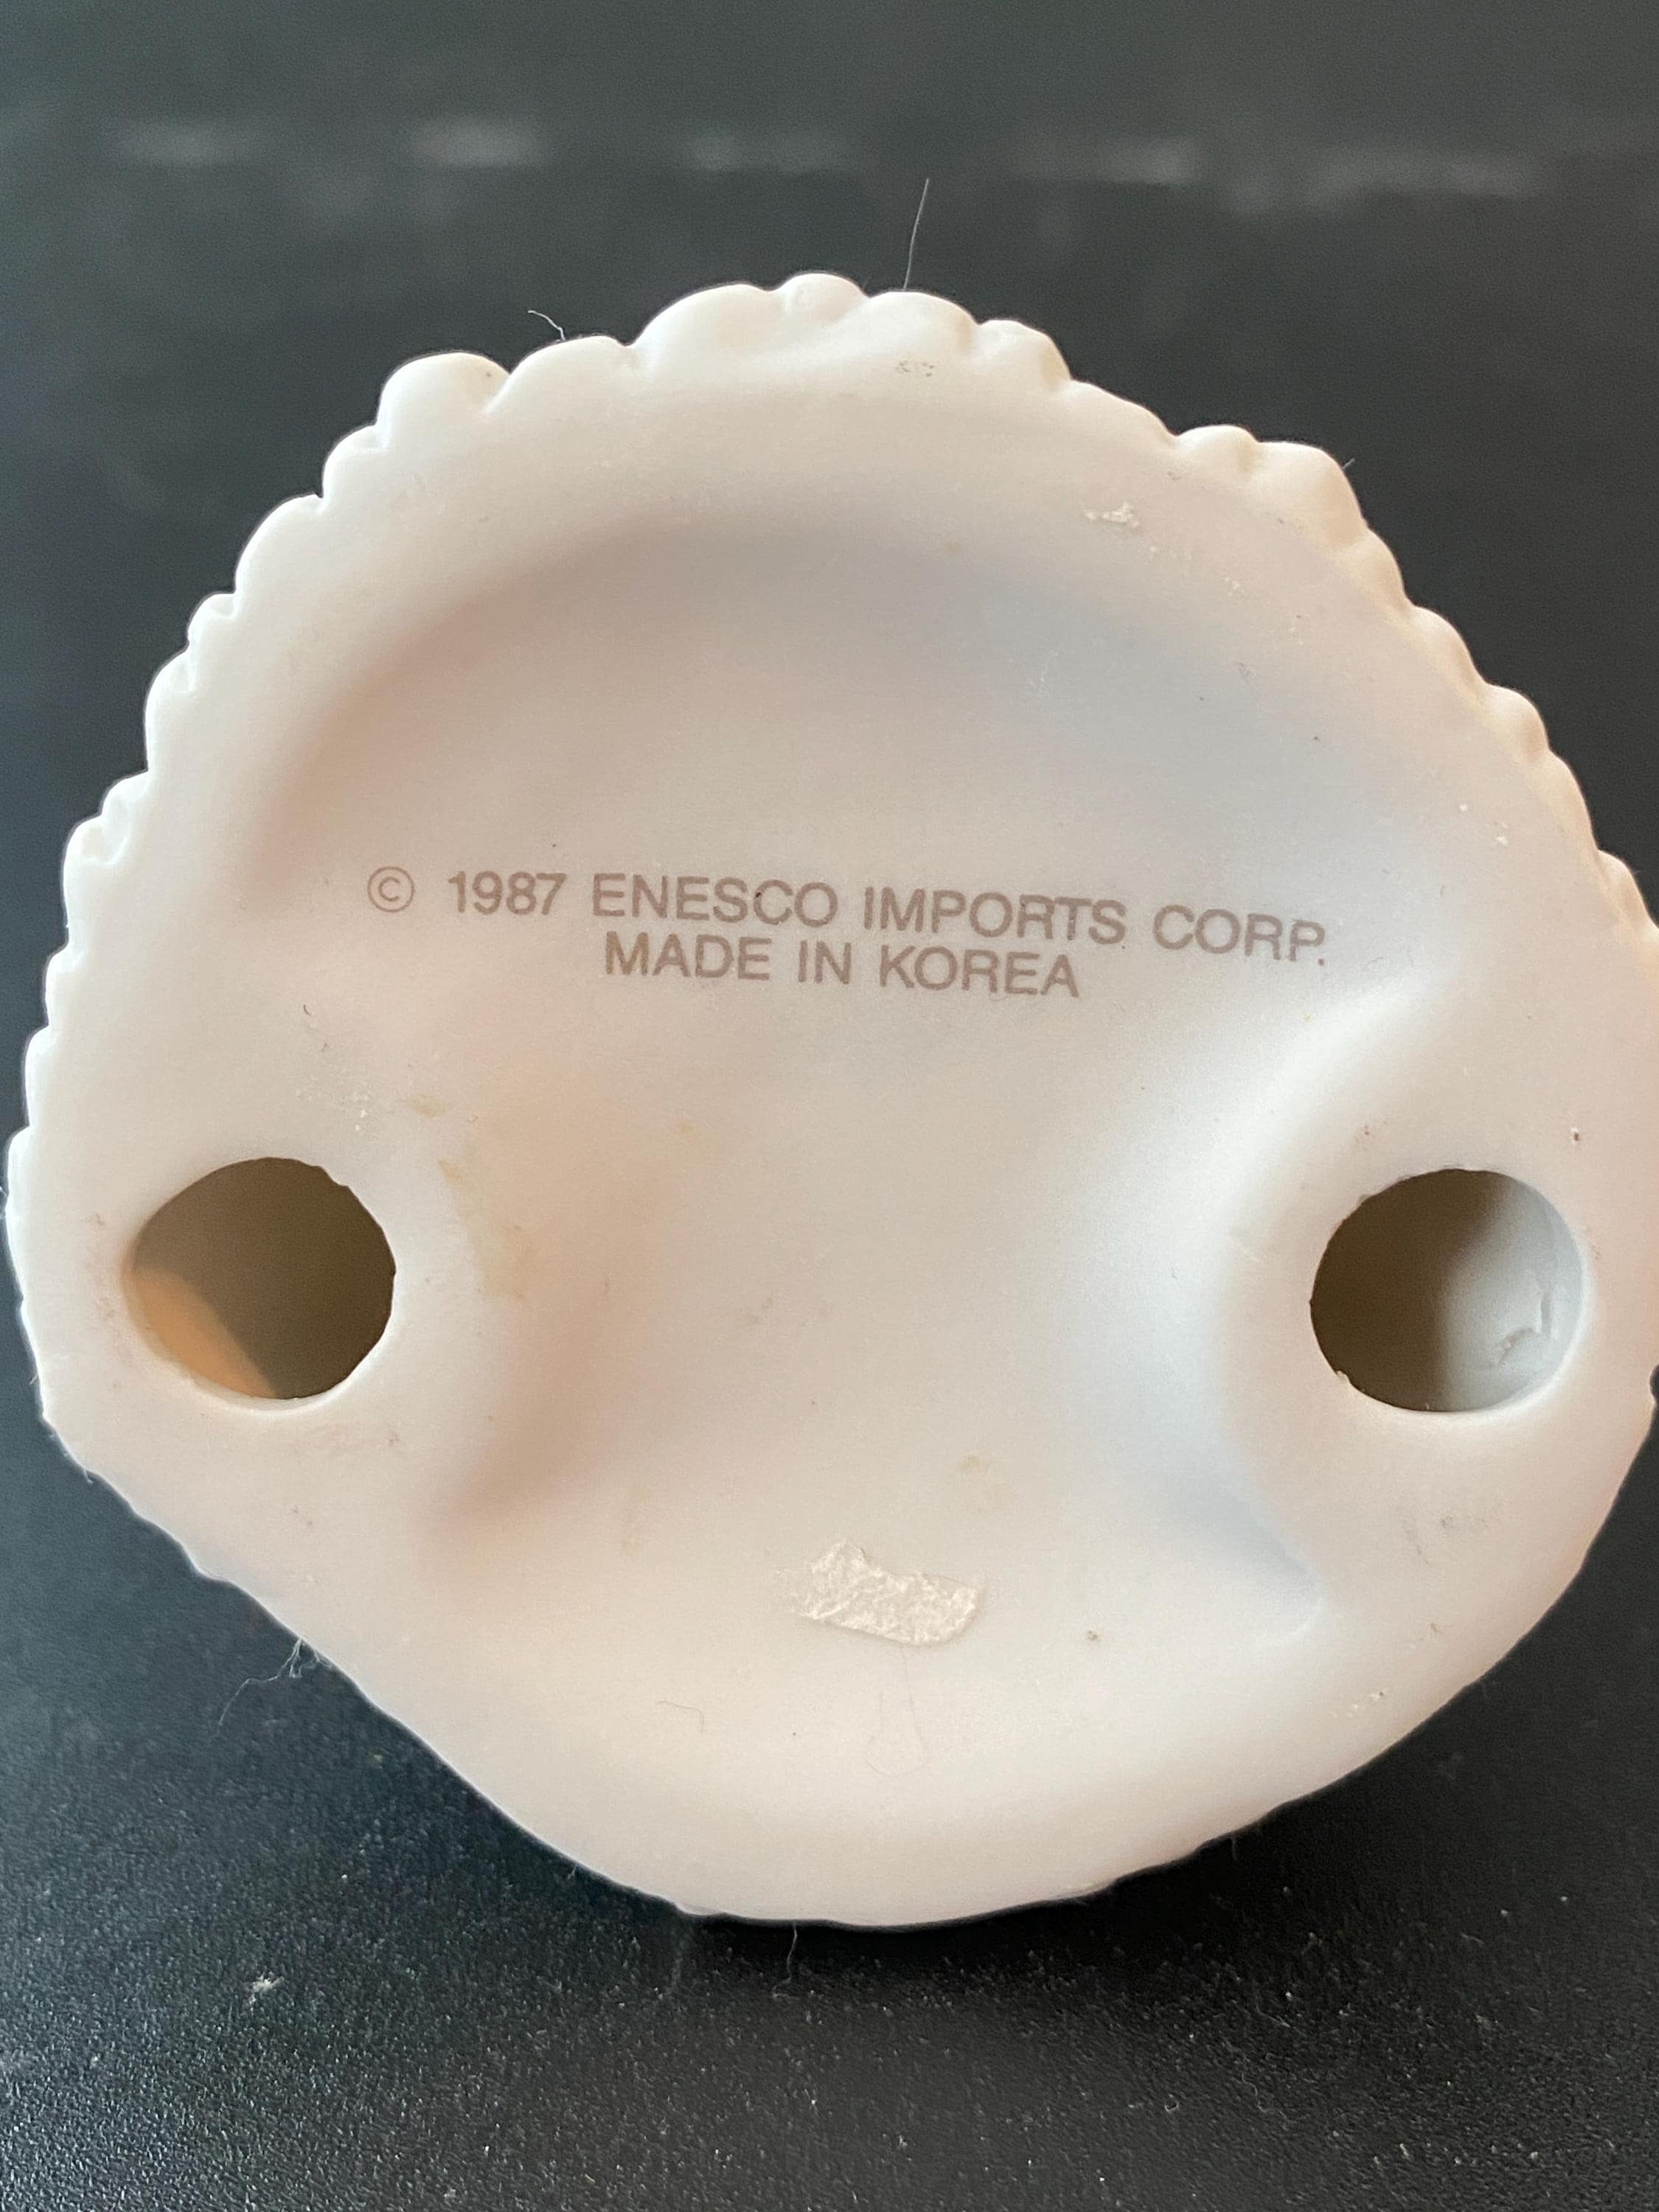 © 1987 ENESCO IMPORTS CORP.
MADE IN KOREA